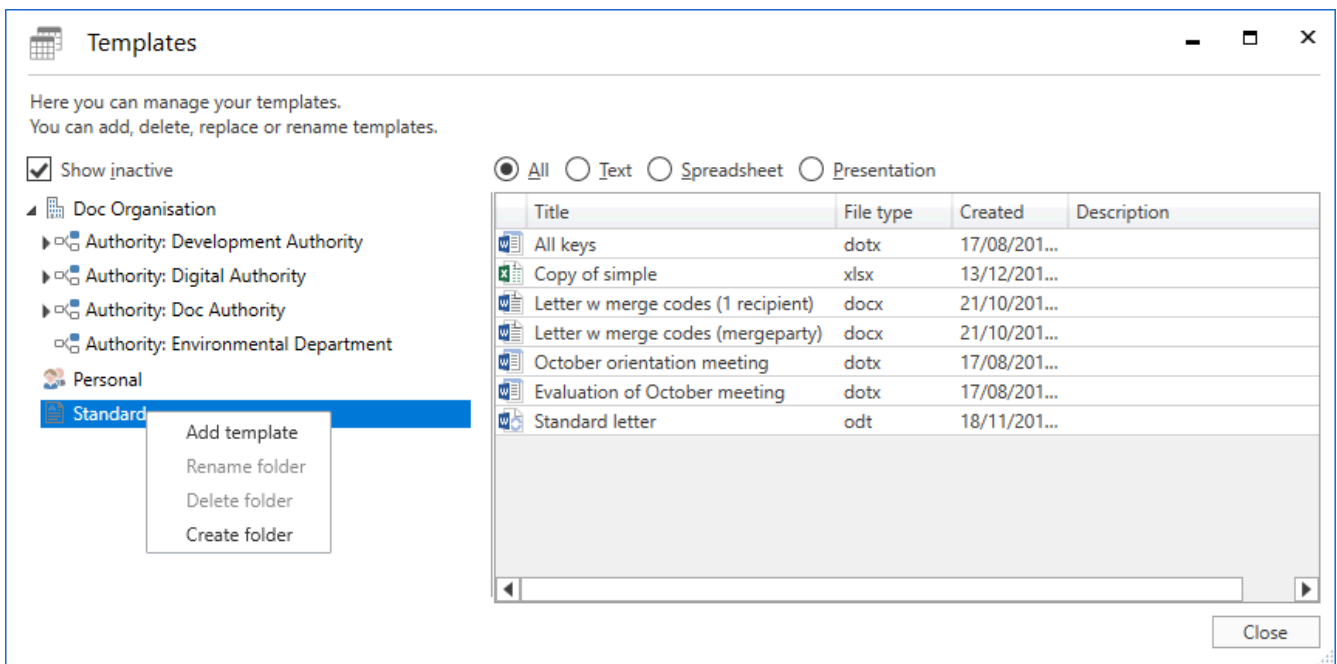 Templates
Here you can manage your templates.
You can add, delete, replace or rename templates.
Show inactive
All Text Spreadsheet Presentation
Doc Organisation
Authority: Development Authority
Authority: Digital Authority
Authority: Doc Authority
Authority: Environmental Department
Personal
Standard
Add template
Rename folder
Delete folder
Create folder
Title File type Created Description
All keys dotx 17/08/201...
Copy of simple xlsx 13/12/201...
Letter w merge codes (1 recipient) docx 21/10/201...
Letter w merge codes (mergeparty) docx 21/10/201...
October orientation meeting dotx 17/08/201...
Evaluation of October meeting dotx 17/08/201...
Standard letter odt 18/11/201...
Close